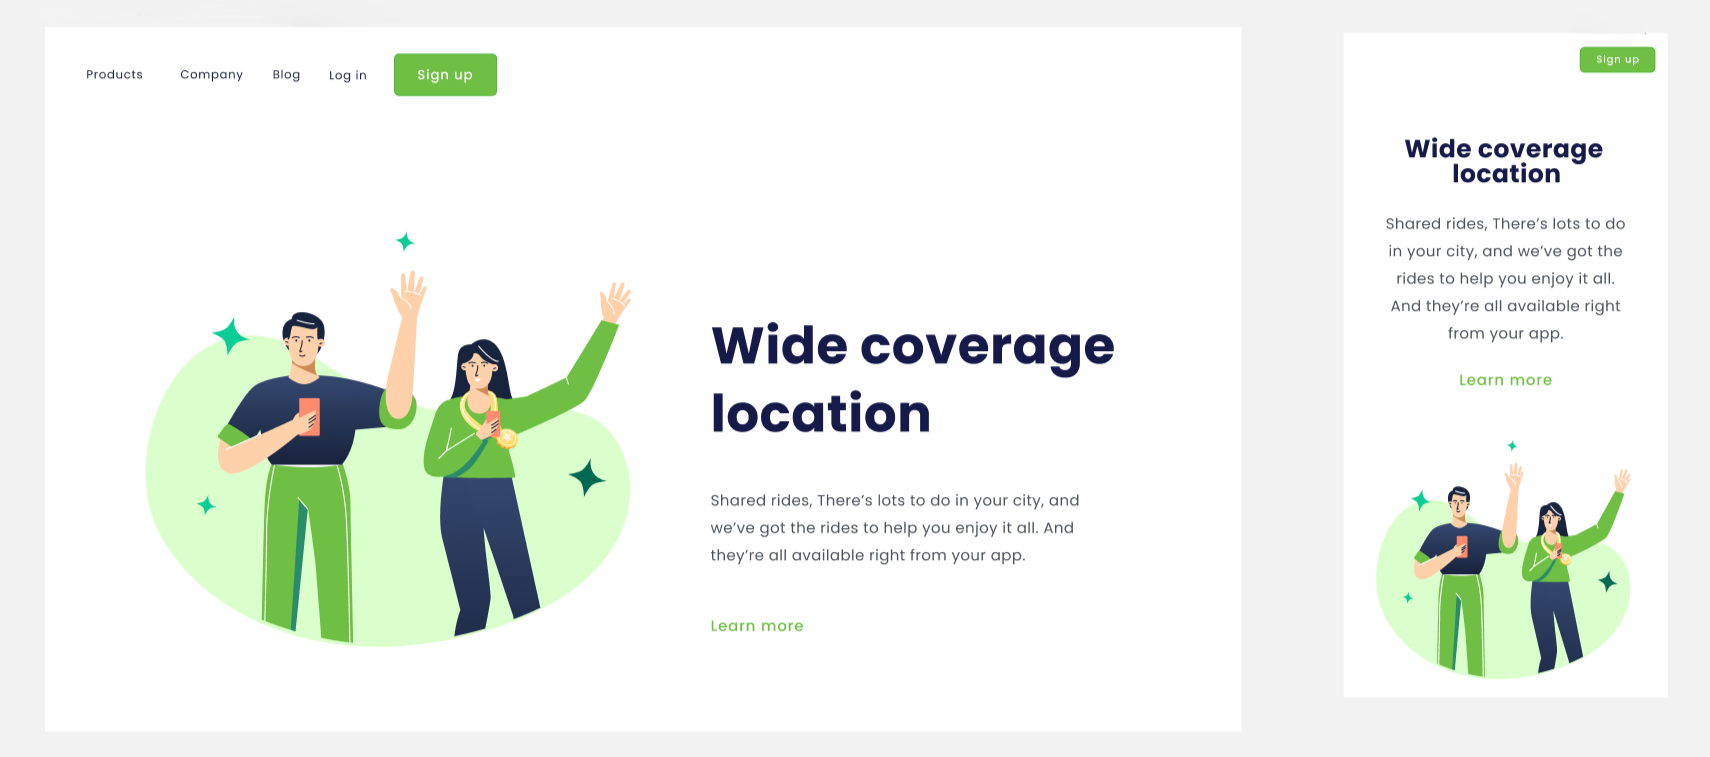 Products Company Blog Log in Sign up
Wide coverage
location
Shared rides, There’s lots to do in your city, and
we’ve got the rides to help you enjoy it all. And
they’re all available right from your app.
Learn more
Sign up
Wide coverage
location
Shared rides, There’s lots to do
in your city, and we’ve got the
rides to help you enjoy it all.
And they’re all available right
from your app.
Learn more